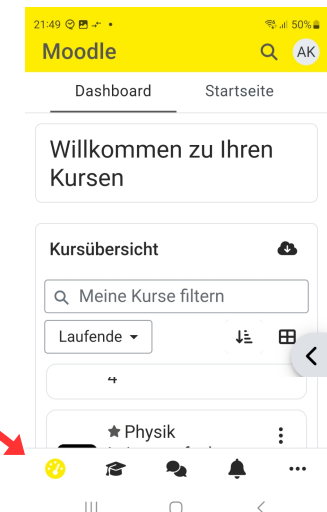 21:49
50%
Moodle
AK
Dashboard Startseite
Willkommen zu Ihren
Kursen
Kursübersicht
Meine Kurse filtern
Laufende
Physik